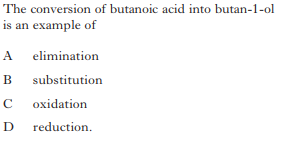 The conversion of butanoic acid into butan-1-ol
is an example of
A elimination
B substitution
C oxidation
D reduction.